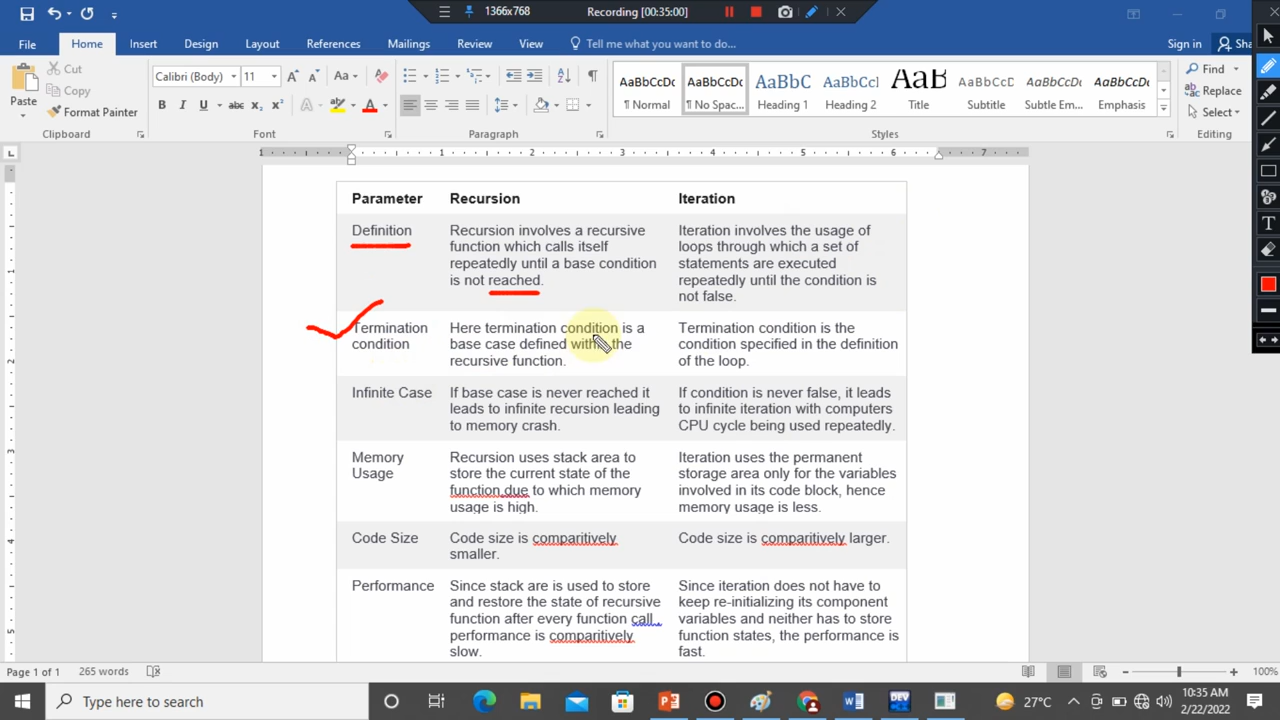 1366x768
Recording [00:35:00]
File Home Insert Design Layout References Mailings Review View Tell me what you want to do... Sign in Sha
Paste
Cut
Copy
Format Painter
Clipboard
Calibri (Body) 11
Font
Paragraph
AaBbCcDc AaBbCcDc AaBbC AaBbCcI AaB AaBbCcDc AaBbCcDc AaBbCcDc
¶ Normal ¶ No Spac... Heading 1 Heading 2 Title Subtitle Subtle Em... Emphasis
Styles
Find
Replace
Select
Editing
1 1 2 3 4 5 6 7
Parameter Recursion Iteration
Definition
Recursion involves a recursive
function which calls itself
repeatedly until a base condition
is not reached.
Iteration involves the usage of
loops through which a set of
statements are executed
repeatedly until the condition is
not false.
Termination
condition
Here termination condition is a
base case defined within the
recursive function.
Termination condition is the
condition specified in the definition
of the loop.
Infinite Case
If base case is never reached it
leads to infinite recursion leading
to memory crash.
If condition is never false, it leads
to infinite iteration with computers
CPU cycle being used repeatedly.
Memory
Usage
Recursion uses stack area to
store the current state of the
function due to which memory
usage is high.
Iteration uses the permanent
storage area only for the variables
involved in its code block, hence
memory usage is less.
Code Size
Code size is comparitively
smaller.
Code size is comparitively larger.
Performance
Since stack are is used to store
and restore the state of recursive
function after every function call ,
performance is comparitively
slow.
Since iteration does not have to
keep re-initializing its component
variables and neither has to store
function states, the performance is
fast.
Page 1 of 1 265 words 100%
Type here to search
27°C
10:35 AM
2/22/2022